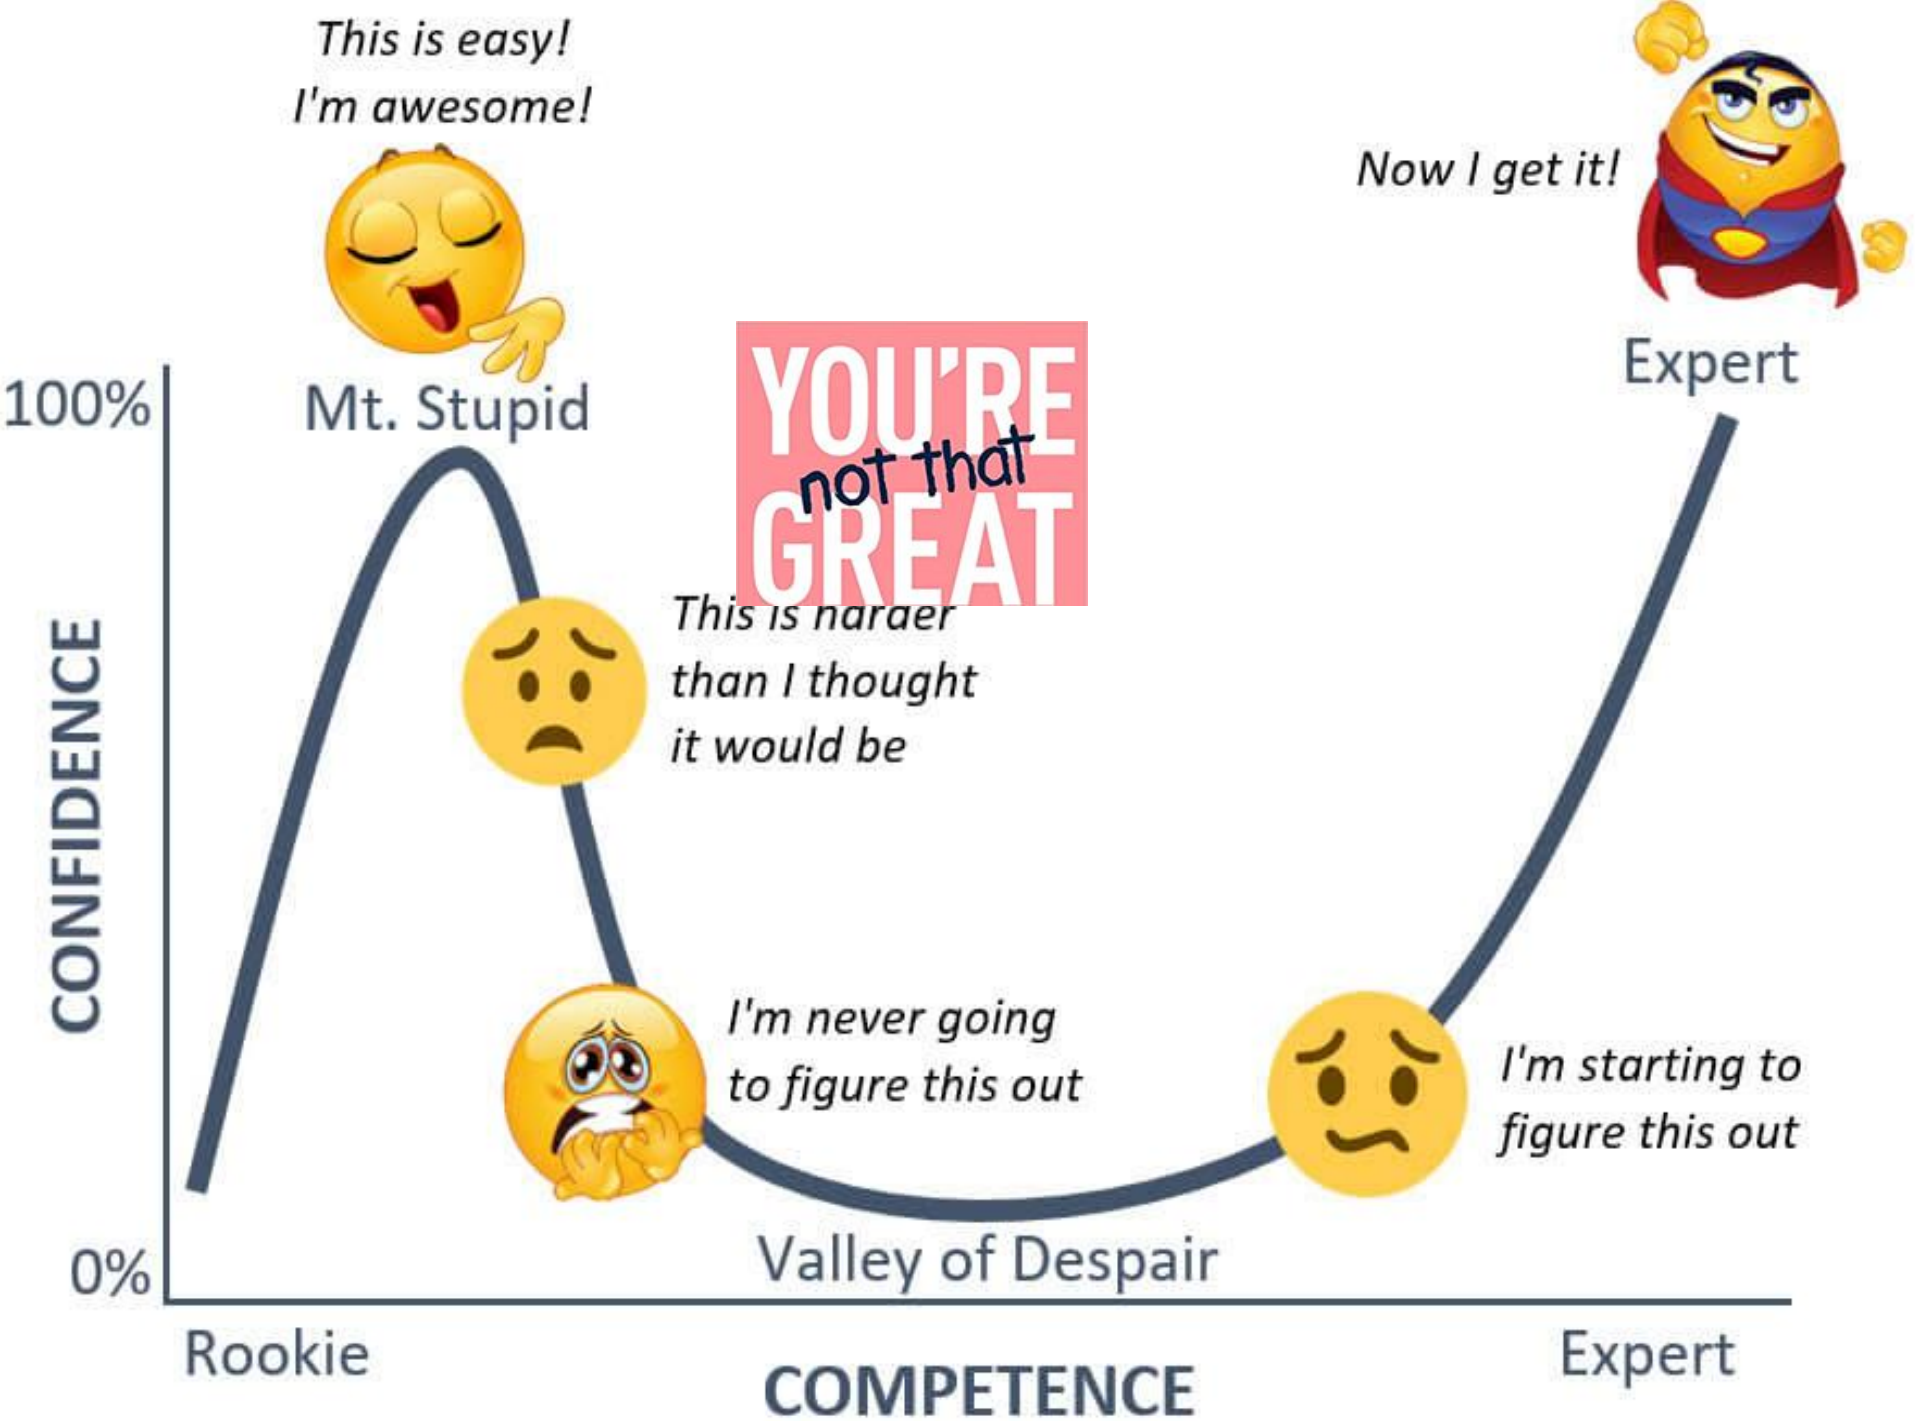 This is easy!
I'm awesome!
Now I get it!
Expert
100%
Mt. Stupid
YOU'RE
not that
GREAT
This is harder
than I thought
it would be
CONFIDENCE
I'm never going
to figure this out
I'm starting to
figure this out
Valley of Despair
0%
Rookie
Expert
COMPETENCE